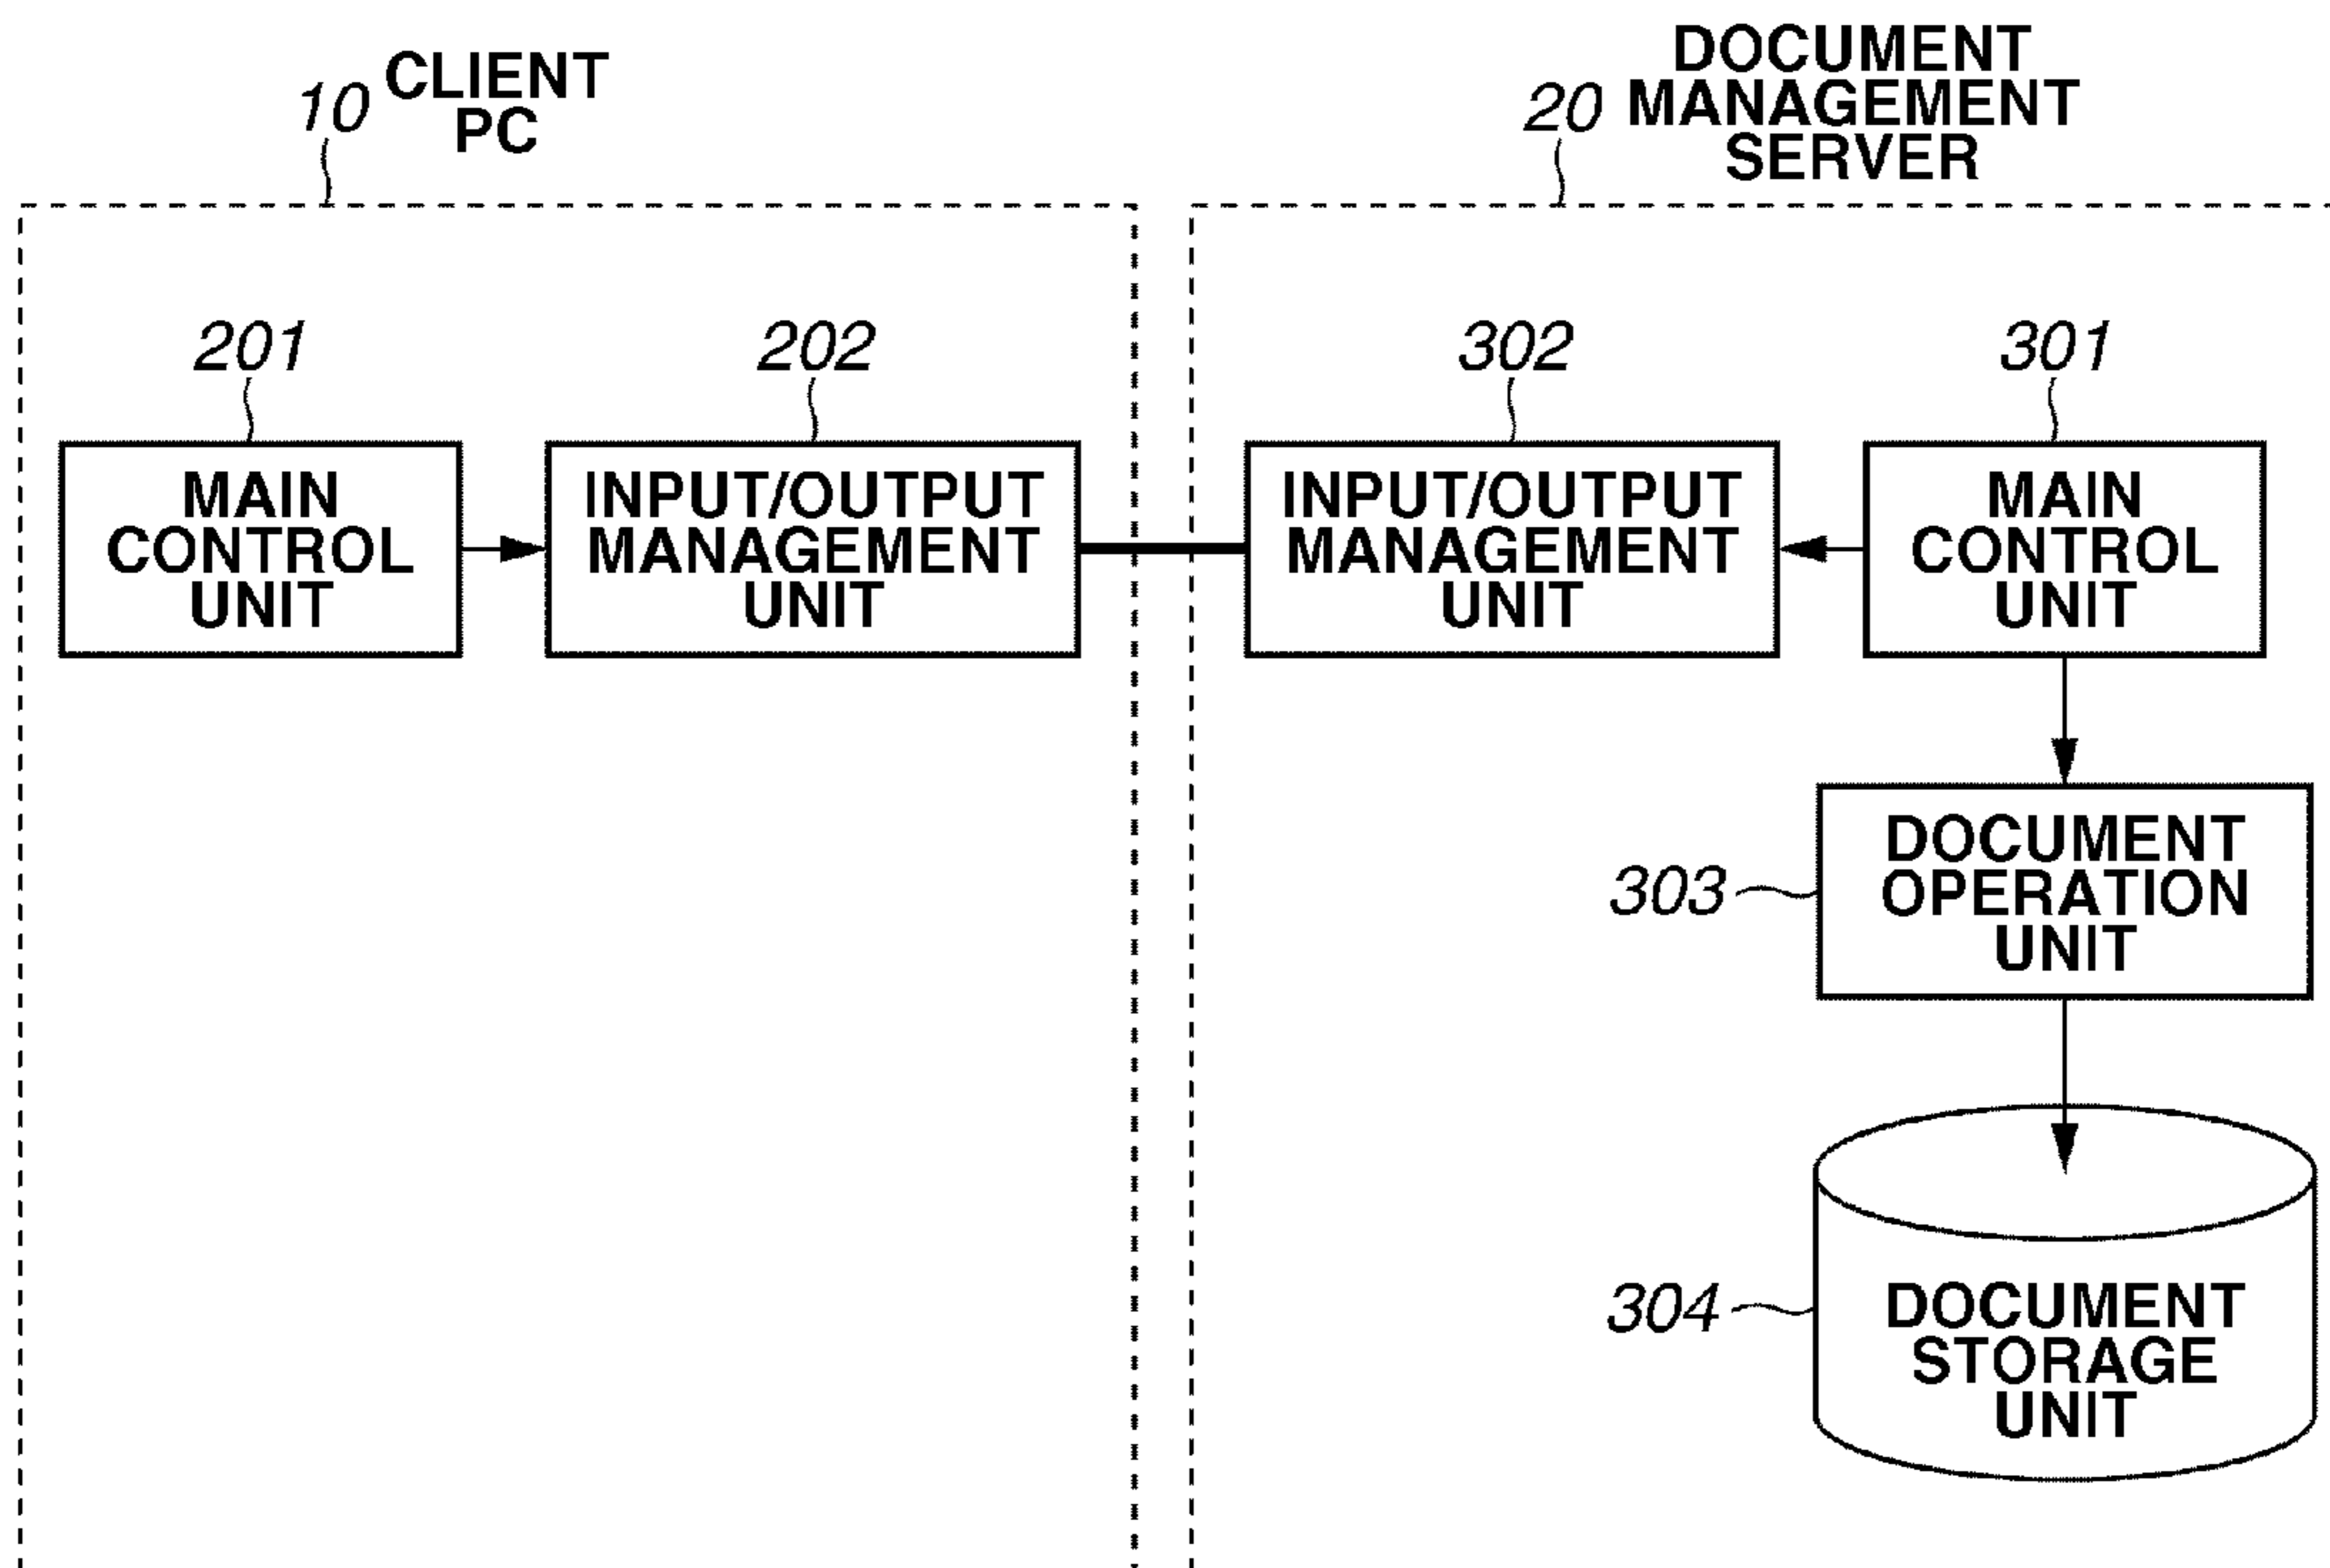 10 CLIENT
PC
20 DOCUMENT
MANAGEMENT
SERVER
201
MAIN
CONTROL
UNIT
202
INPUT/OUTPUT
MANAGEMENT
UNIT
302
INPUT/OUTPUT
MANAGEMENT
UNIT
301
MAIN
CONTROL
UNIT
303
DOCUMENT
OPERATION
UNIT
304
DOCUMENT
STORAGE
UNIT